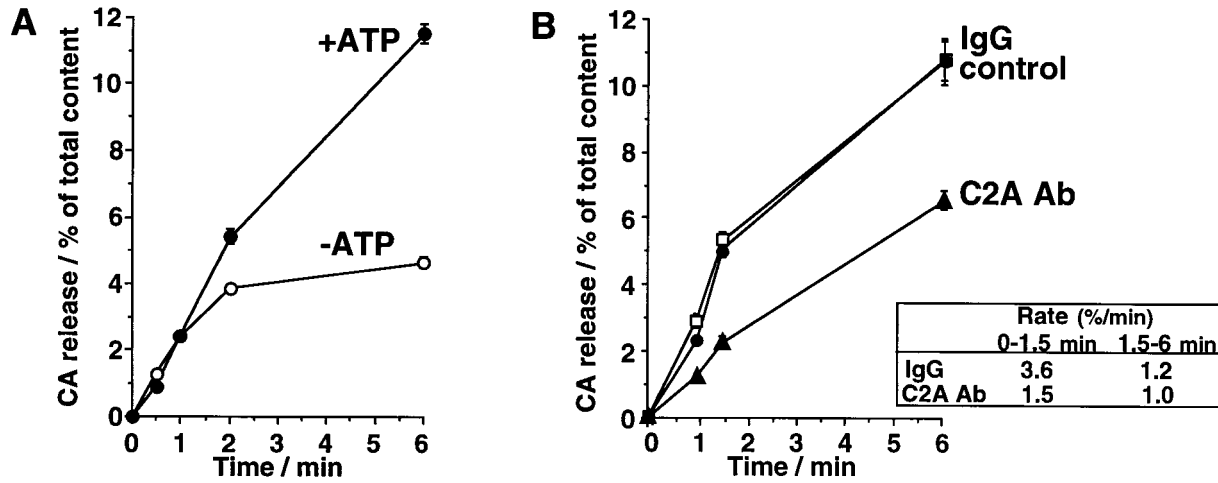 A
CA release / % of total content
12
10
8
6
4
2
0
+ATP
-ATP
0 1 2 3 4 5 6
Time / min
B
CA release / % of total content
12
10
8
6
4
2
0
IgG
control
C2A Ab
0 1 2 3 4 5 6
Time / min
Rate (%/min)
0-1.5 min 1.5-6 min
IgG 3.6 1.2
C2A Ab 1.5 1.0